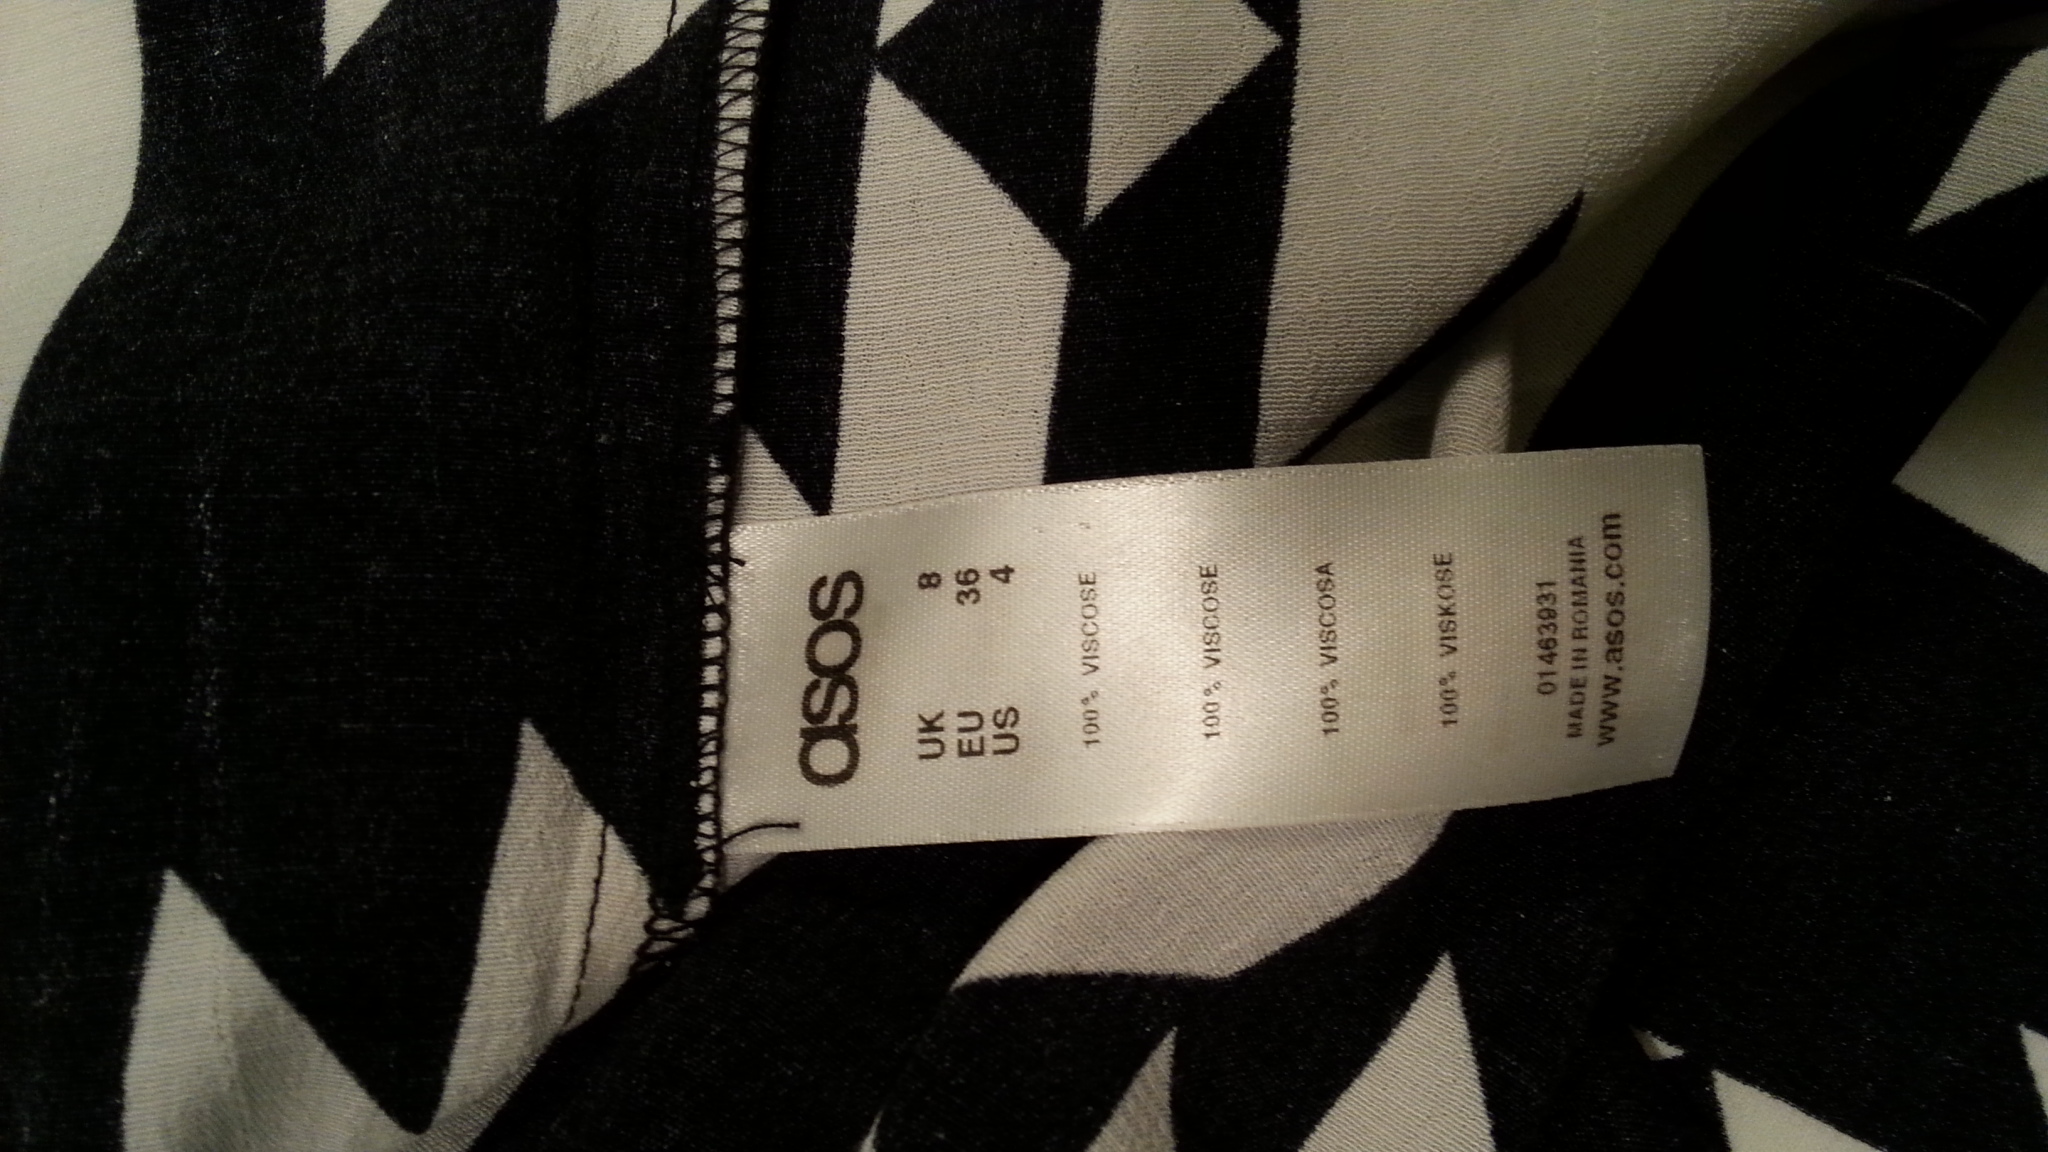 asos
UK 8
EU 36
US 4
100% VISCOSE
100% VISCOSE
100% VISCOSA
100% VISKOSE
01463931
MADE IN ROMANIA
www.asos.com